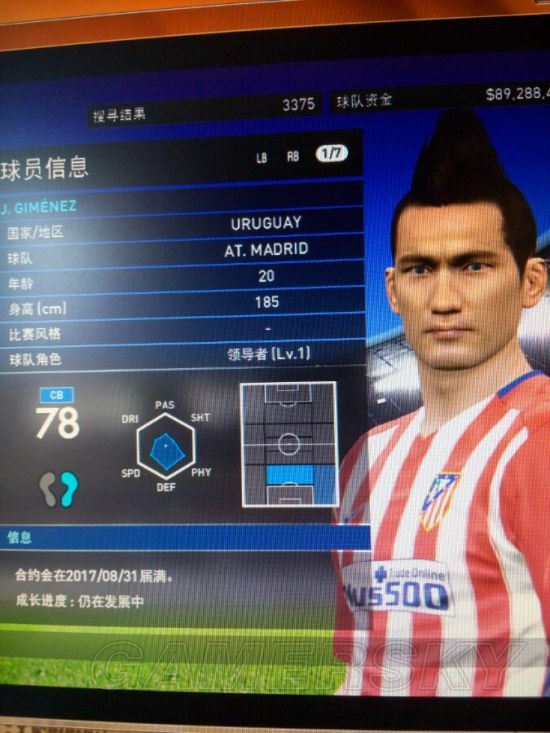 搜寻结果 3375 球队资金 $89,288,4
球员信息 LB RB 1/7
J. GIMÉNEZ
国家/地区 URUGUAY
球队 AT. MADRID
年龄 20
身高(cm) 185
比赛风格 -
球队角色 领导者(Lv.1)
CB
78
PAS
DRI SHT
SPD PHY
DEF
信息
合约会在2017/08/31届满。
成长进度:仍在发展中
Trade Online
lus500
GAMERSKY